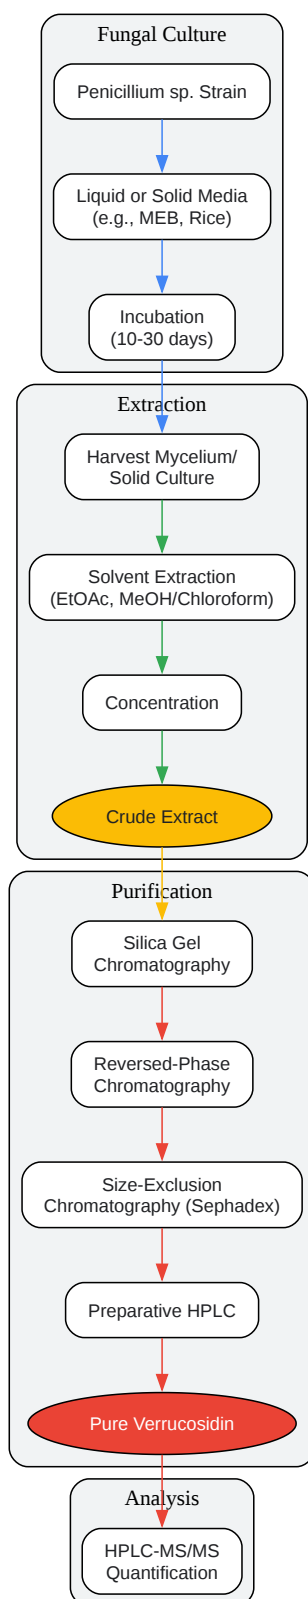 Fungal Culture
Penicillium sp. Strain
Liquid or Solid Media
(e.g., MEB, Rice)
Incubation
(10-30 days)
Extraction
Harvest Mycelium/
Solid Culture
Solvent Extraction
(EtOAc, MeOH/Chloroform)
Concentration
Crude Extract
Purification
Silica Gel
Chromatography
Reversed-Phase
Chromatography
Size-Exclusion
Chromatography (Sephadex)
Preparative HPLC
Pure Verrucosidin
Analysis
HPLC-MS/MS
Quantification